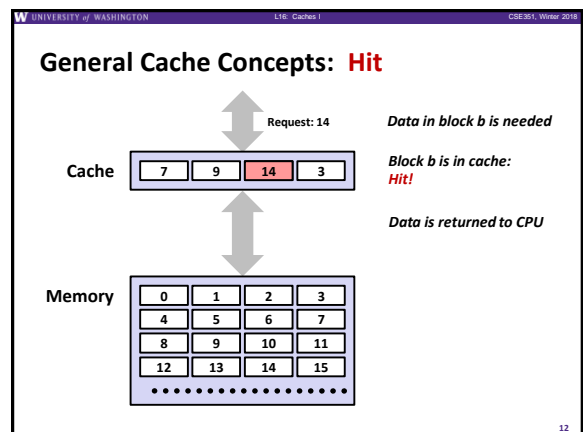 W UNIVERSITY of WASHINGTON
L16: Caches I
CSE351, Winter 2018
General Cache Concepts: Hit
Request: 14
Data in block b is needed
Cache
7 9 14 3
Block b is in cache:
Hit!
Data is returned to CPU
Memory
0 1 2 3
4 5 6 7
8 9 10 11
12 13 14 15
12